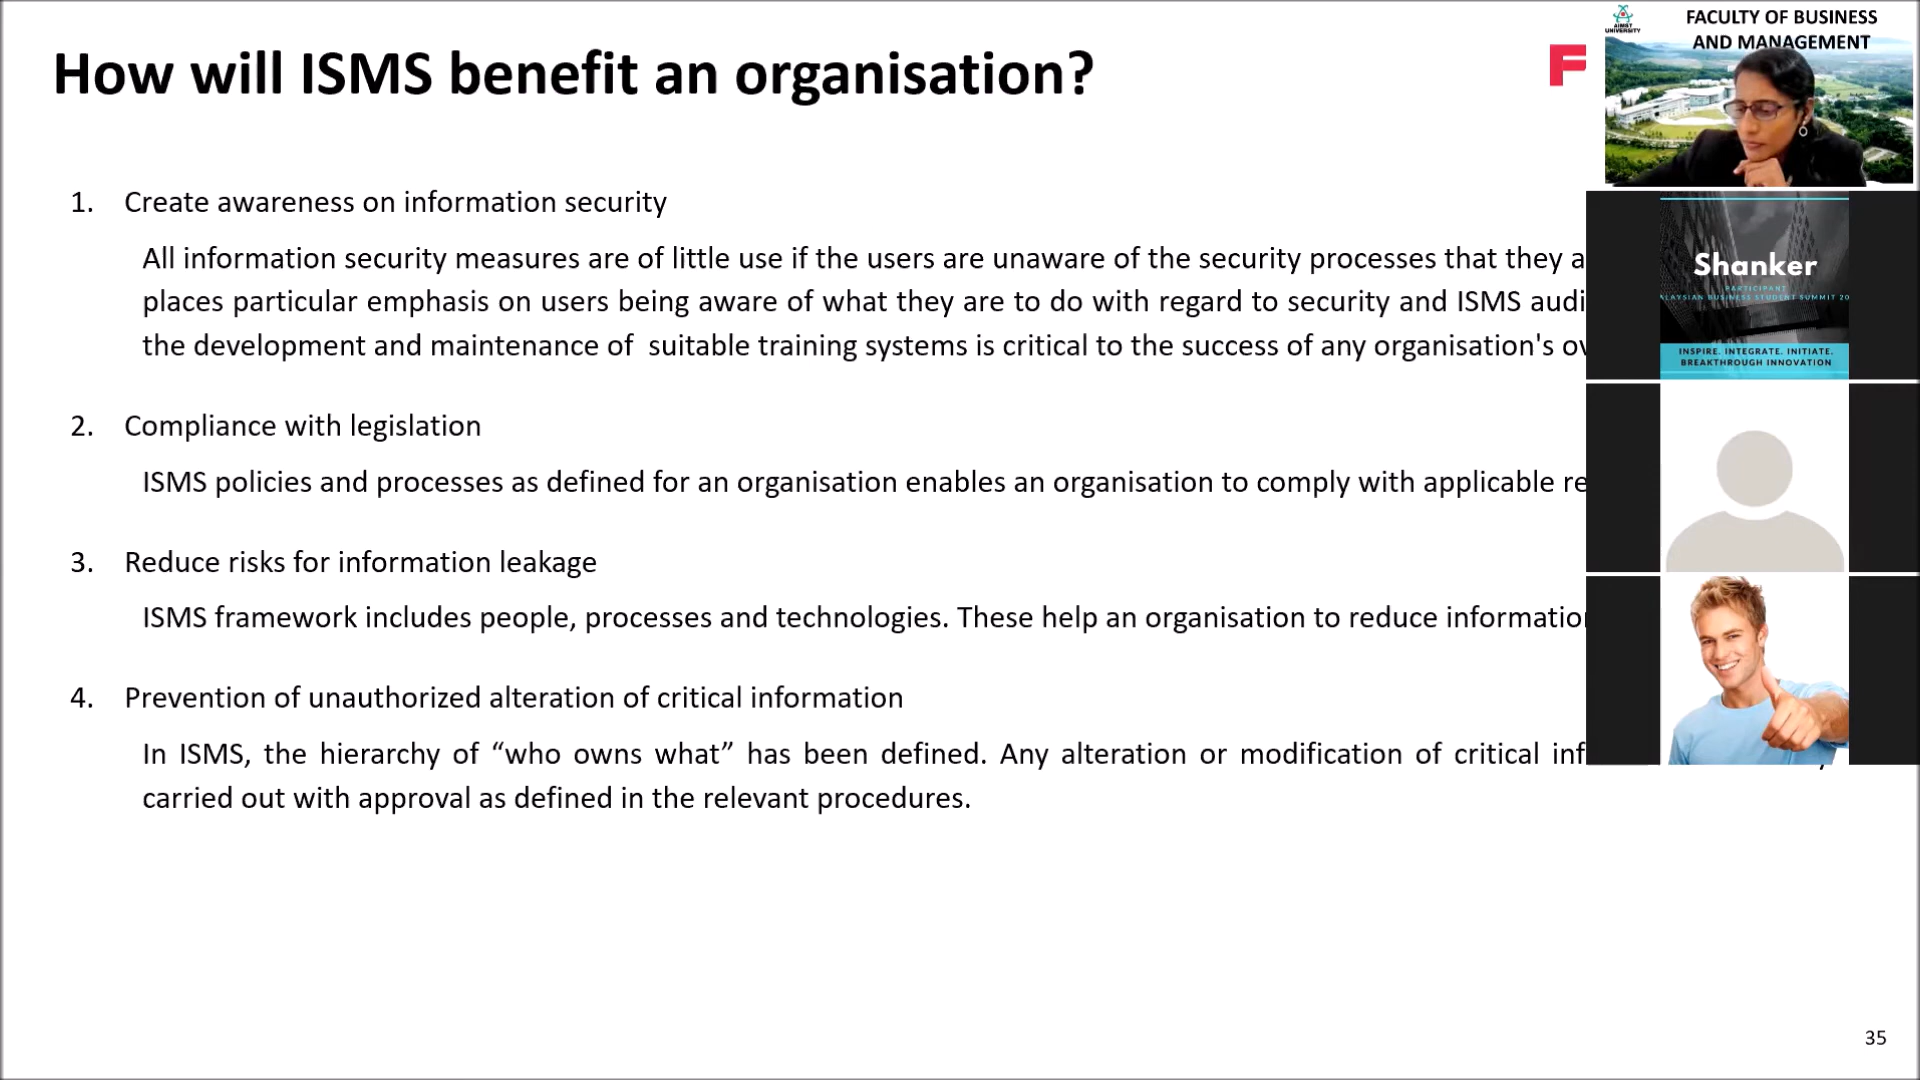 How will ISMS benefit an organisation?
F
AIMST
UNIVERSITY
FACULTY OF BUSINESS
AND MANAGEMENT
1. Create awareness on information security
All information security measures are of little use if the users are unaware of the security processes that they
places particular emphasis on users being aware of what they are to do with regard to security and ISMS
the development and maintenance of suitable training systems is critical to the success of any organisation's
2. Compliance with legislation
ISMS policies and processes as defined for an organisation enables an organisation to comply with applicable
3. Reduce risks for information leakage
ISMS framework includes people, processes and technologies. These help an organisation to reduce
4. Prevention of unauthorized alteration of critical information
In ISMS, the hierarchy of “who owns what” has been defined. Any alteration or modification of critical
carried out with approval as defined in the relevant procedures.
Shanker
PARTICIPANT
BUSINESS STUDENT SUMMIT 20
INSPIRE. INTEGRATE. INITIATE.
BREAKTHROUGH INNOVATION
35